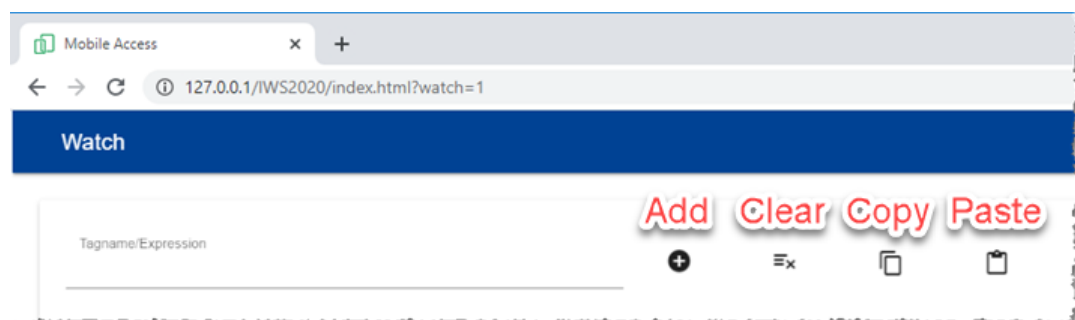 Mobile Access
127.0.0.1/IWS2020/index.html?watch=1
Watch
Add Clear Copy Paste
Tagname/Expression